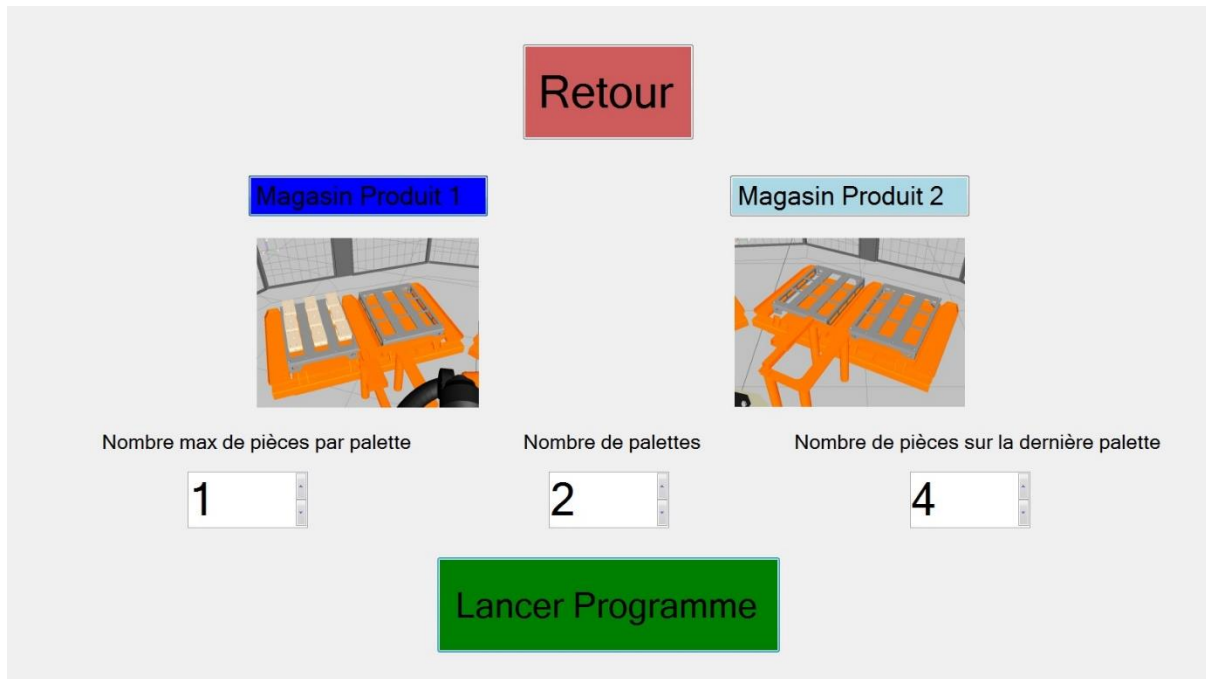 Retour
Magasin Produit 1
Magasin Produit 2
Nombre max de pièces par palette
Nombre de palettes
Nombre de pièces sur la dernière palette
1
2
4
Lancer Programme